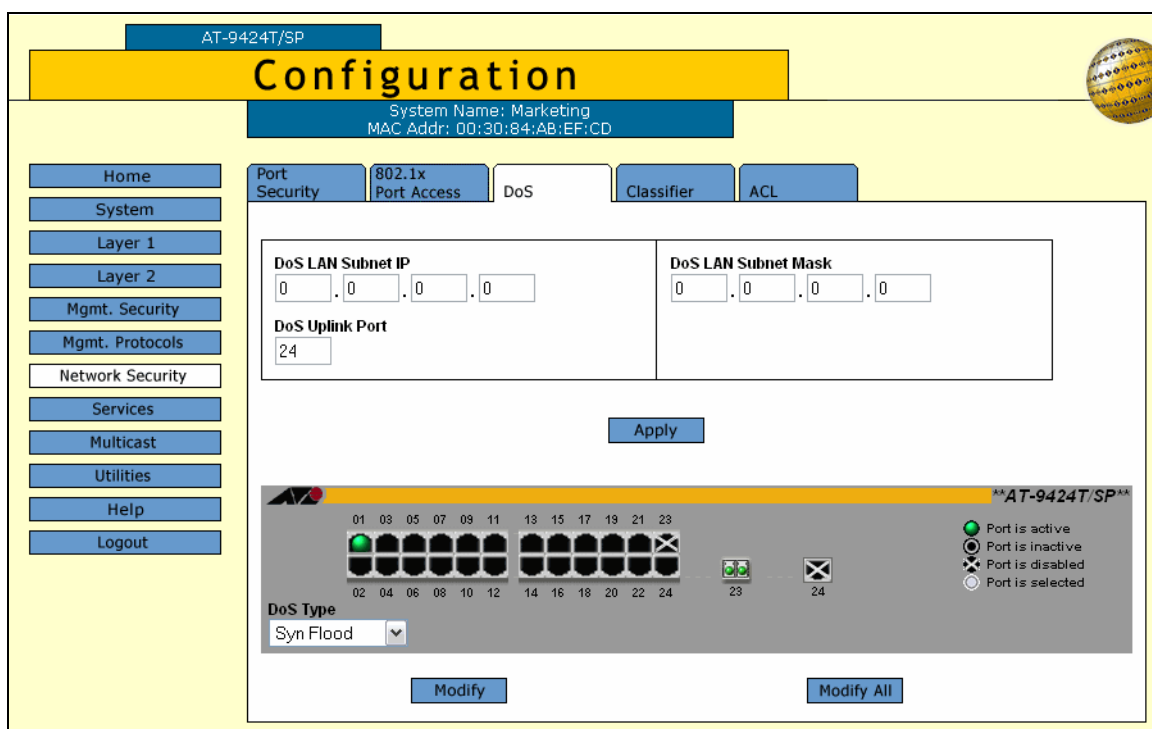 AT-9424T/SP
Configuration
System Name: Marketing
MAC Addr: 00:30:84:AB:EF:CD
Home
System
Layer 1
Layer 2
Mgmt. Security
Mgmt. Protocols
Network Security
Services
Multicast
Utilities
Help
Logout
Port Security
802.1x Port Access
DoS
Classifier
ACL
DoS LAN Subnet IP
0 . 0 . 0 . 0
DoS LAN Subnet Mask
0 . 0 . 0 . 0
DoS Uplink Port
24
Apply
**AT-9424T/SP**
01 03 05 07 09 11 13 15 17 19 21 23
02 04 06 08 10 12 14 16 18 20 22 24
23
24
Port is active
Port is inactive
Port is disabled
Port is selected
DoS Type
Syn Flood
Modify
Modify All